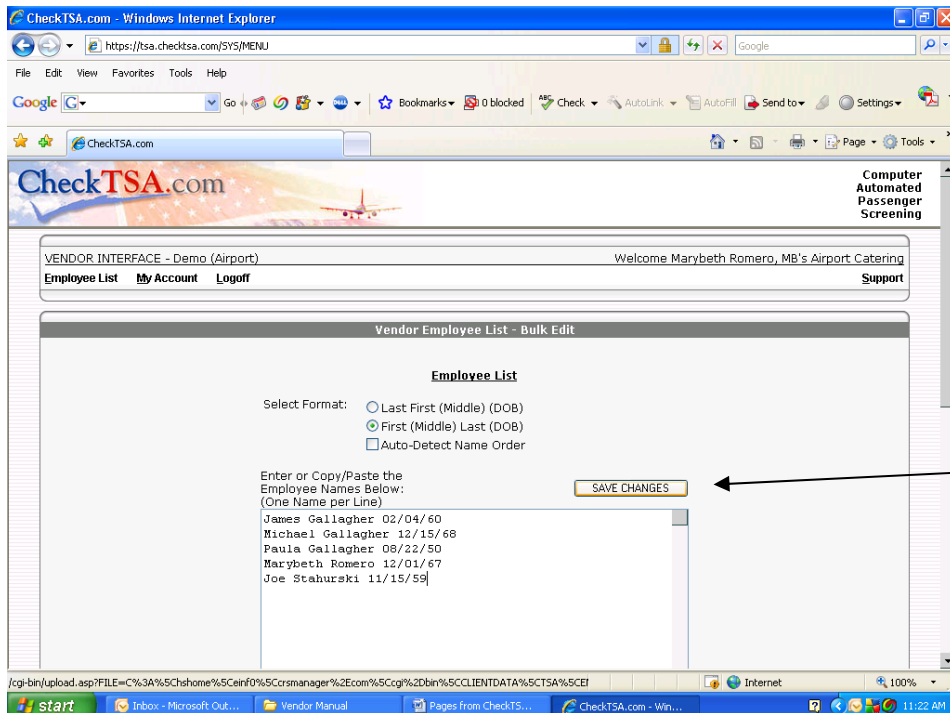 CheckTSA.com - Windows Internet Explorer
https://tsa.checktsa.com/SYS/MENU
Google
File Edit View Favorites Tools Help
Google G Go Bookmarks 0 blocked ABC Check AutoLink AutoFill Send to Settings
CheckTSA.com Page Tools
CheckTSA.com
Computer
Automated
Passenger
Screening
VENDOR INTERFACE - Demo (Airport) Welcome Marybeth Romero, MB's Airport Catering
Employee List My Account Logoff Support
Vendor Employee List - Bulk Edit
Employee List
Select Format: Last First (Middle) (DOB)
First (Middle) Last (DOB)
Auto-Detect Name Order
Enter or Copy/Paste the
Employee Names Below:
(One Name per Line)
SAVE CHANGES
James Gallagher 02/04/60
Michael Gallagher 12/15/68
Paula Gallagher 08/22/50
Marybeth Romero 12/01/67
Joe Stahurski 11/15/59
/cgi-bin/upload.asp?FILE=C%3A%5Chshome%5Ceinf0%5Ccrsmanager%2Ecom%5Ccgi%2Dbin%5CCLIENTDATA%5CTSA%5CEf Internet 100%
start Inbox - Microsoft Out... Vendor Manual Pages from CheckTS... CheckTSA.com - Win... 11:22 AM